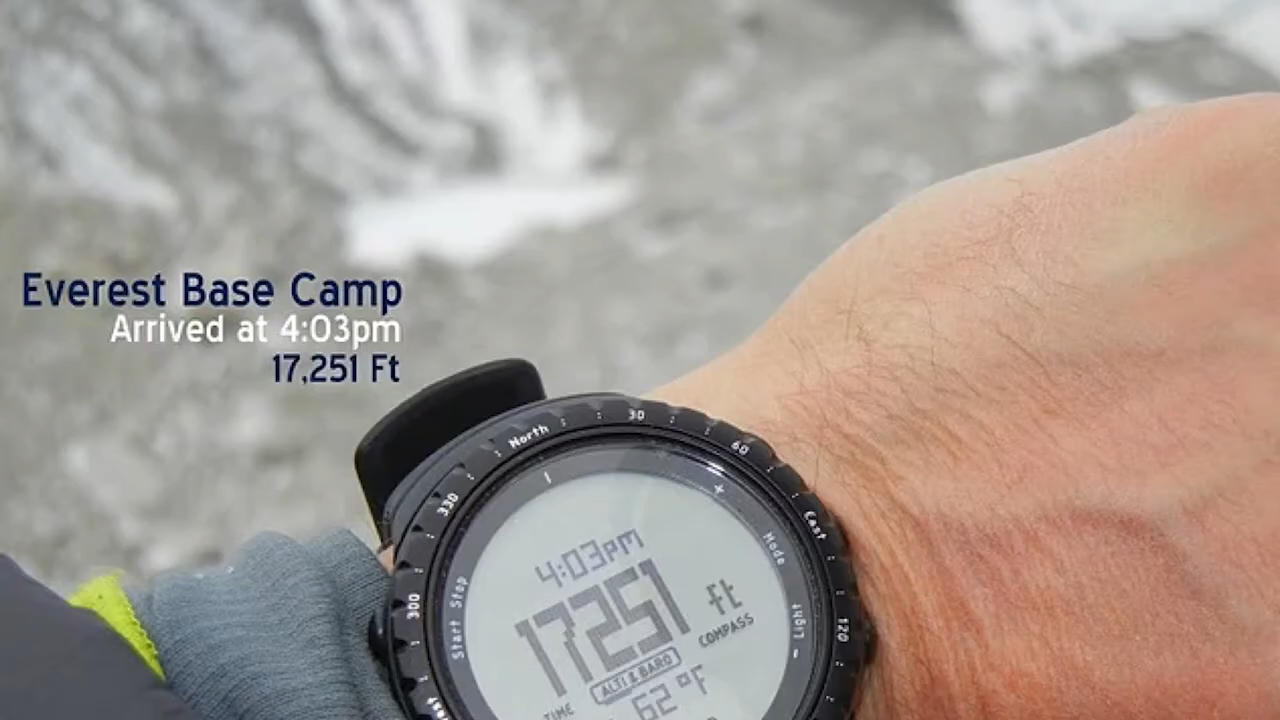 Everest Base Camp
Arrived at 4:03pm
17,251 Ft
North
30
60
East
120
330
300
Start Stop
Mode
Light
4:03PM
17251 ft
COMPASS
ALTI & BARO
TIME
62 °F